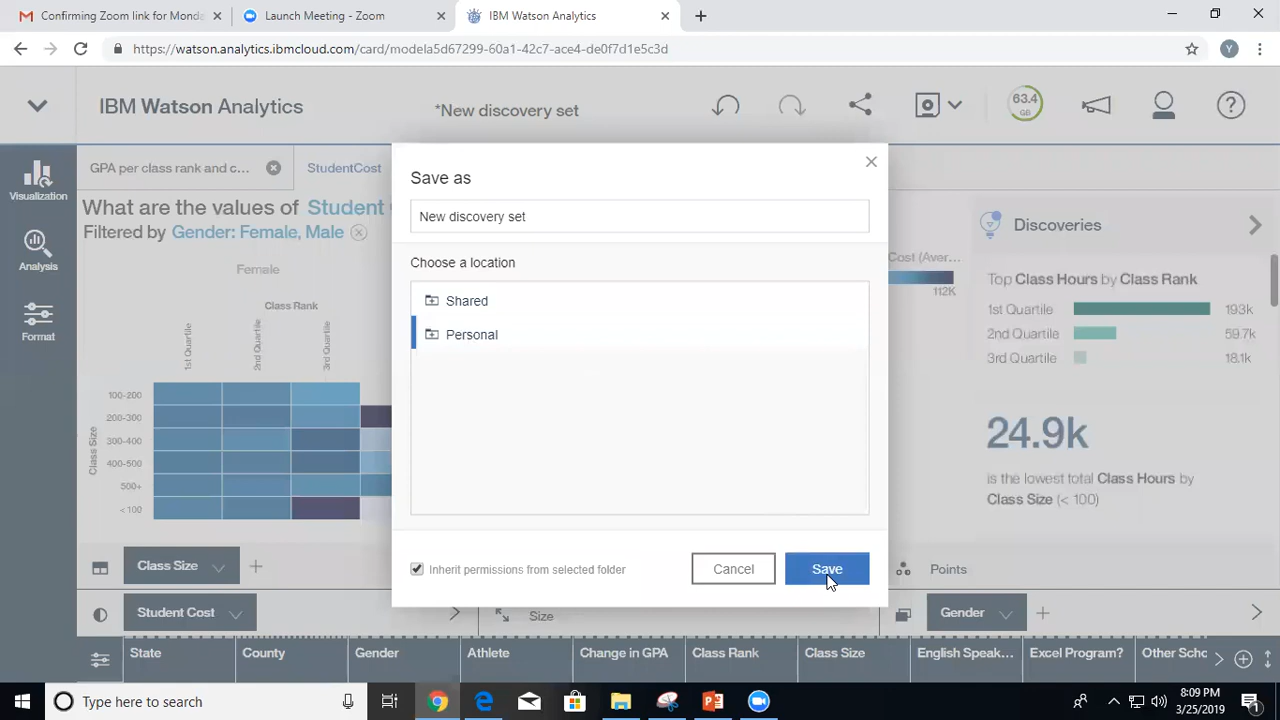 Confirming Zoom link for Monda
Launch Meeting - Zoom
IBM Watson Analytics
https://watson.analytics.ibmcloud.com/card/modela5d67299-60a1-42c7-ace4-de0f7d1e5c3d
Y
IBM Watson Analytics
*New discovery set
63.4
GB
Visualization
Analysis
Format
GPA per class rank and c...
StudentCost
What are the values of Student
Filtered by Gender: Female, Male
Female
Class Rank
1st Quartile
2nd Quartile
3rd Quartile
Class Size
100-200
200-300
300-400
400-500
500+
< 100
Save as
New discovery set
Choose a location
Shared
Personal
Inherit permissions from selected folder
Cancel
Save
Cost (Aver...
112K
Discoveries
Top Class Hours by Class Rank
1st Quartile 193k
2nd Quartile 59.7k
3rd Quartile 18.1k
24.9k
is the lowest total Class Hours by
Class Size (< 100)
Class Size
Points
Student Cost
Size
Gender
State
County
Gender
Athlete
Change in GPA
Class Rank
Class Size
English Speak...
Excel Program?
Other Scho
Type here to search
8:09 PM
3/25/2019
1